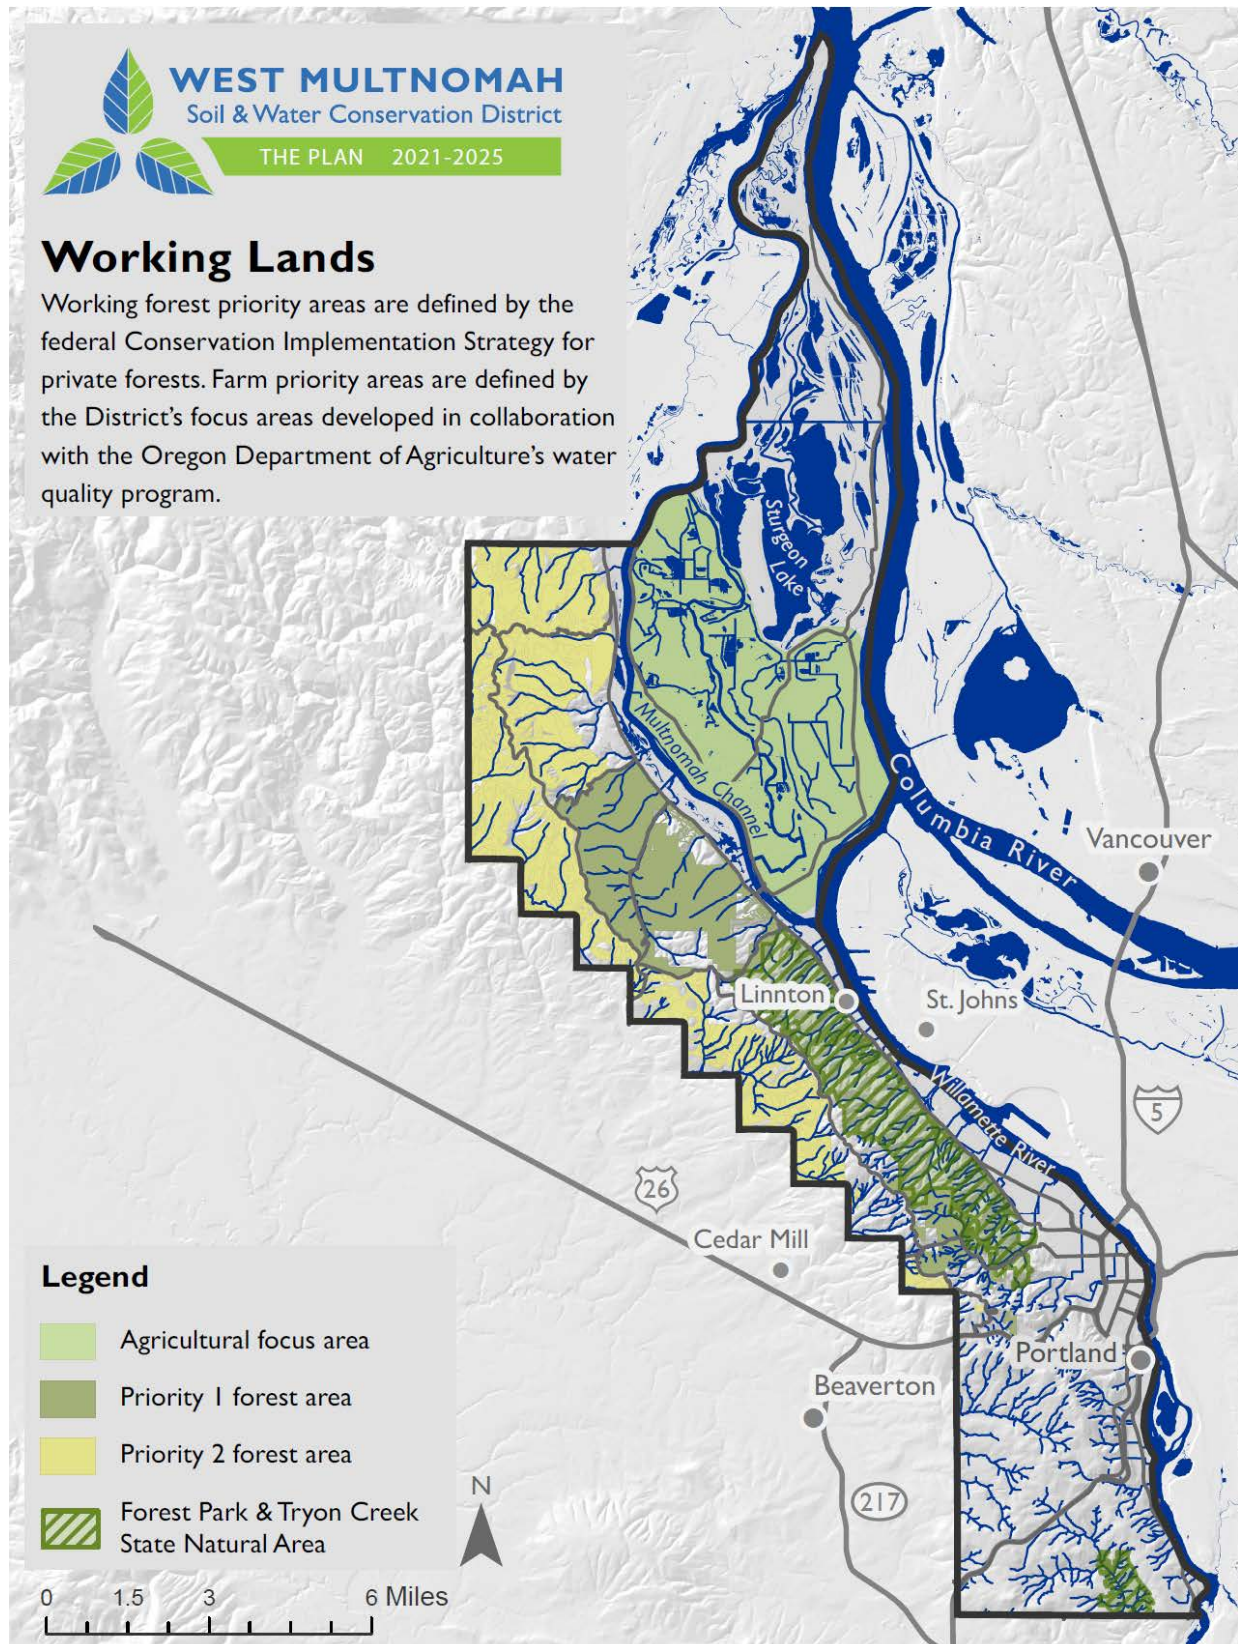 WEST MULTNOMAH
Soil & Water Conservation District
THE PLAN 2021-2025
Working Lands
Working forest priority areas are defined by the
federal Conservation Implementation Strategy for
private forests. Farm priority areas are defined by
the District's focus areas developed in collaboration
with the Oregon Department of Agriculture's water
quality program.
Sturgeon
Lake
Multnomah Channel
Columbia River
Vancouver
Linnton
St. Johns
Willamette River
5
26
Cedar Mill
Portland
Beaverton
217
Legend
Agricultural focus area
Priority 1 forest area
Priority 2 forest area
Forest Park & Tryon Creek
State Natural Area
N
0 1.5 3 6 Miles